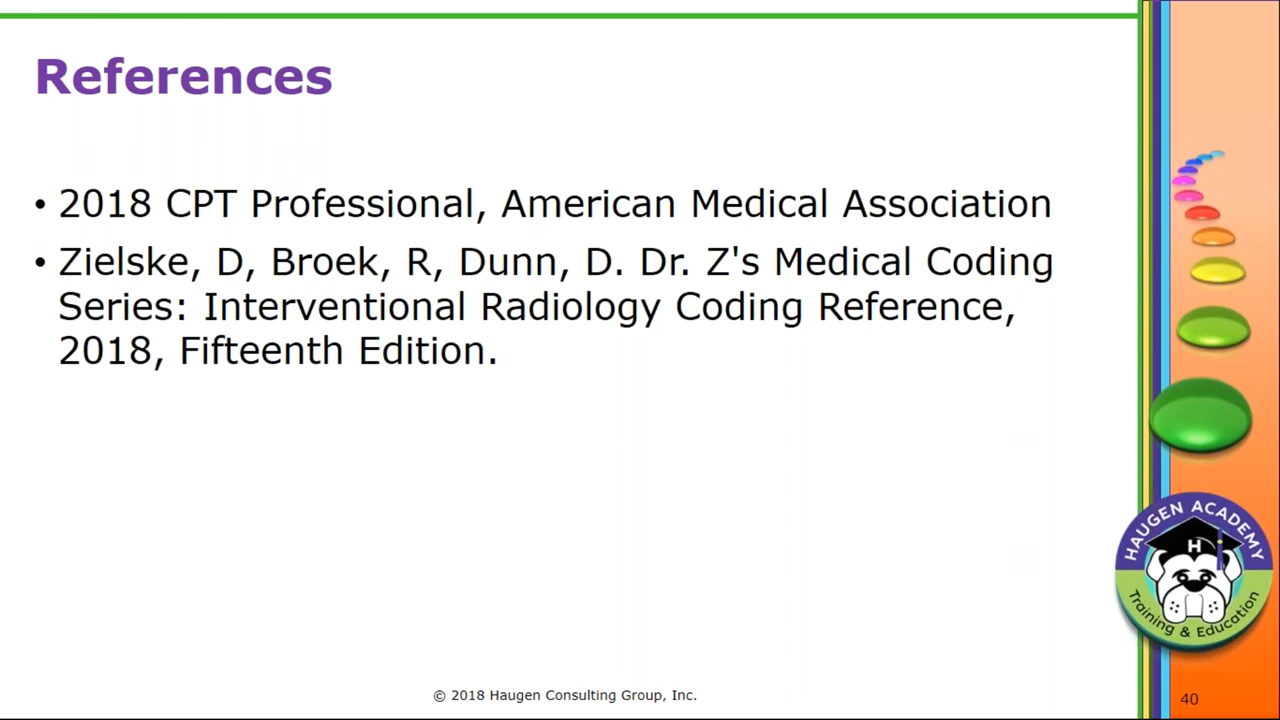 References
• 2018 CPT Professional, American Medical Association
• Zielske, D, Broek, R, Dunn, D. Dr. Z's Medical Coding
Series: Interventional Radiology Coding Reference,
2018, Fifteenth Edition.
HAUGEN ACADEMY
H
Training & Education
© 2018 Haugen Consulting Group, Inc.
40